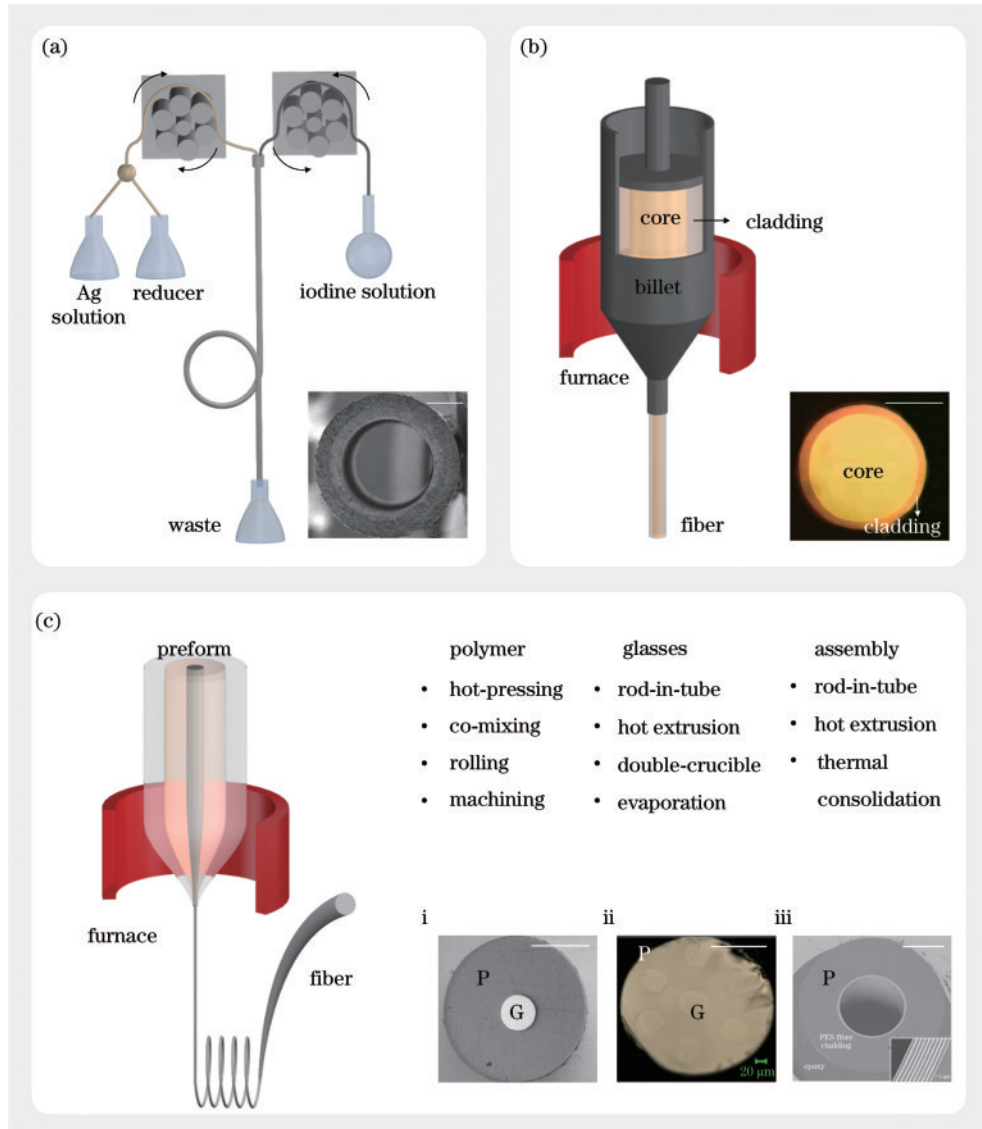 (a)
Ag
solution
reducer
iodine solution
waste
(b)
core
cladding
billet
furnace
fiber
core
cladding
(c)
preform
furnace
fiber
polymer
• hot-pressing
• co-mixing
• rolling
• machining
glasses
• rod-in-tube
• hot extrusion
• double-crucible
• evaporation
assembly
• rod-in-tube
• hot extrusion
• thermal
consolidation
i
P
G
ii
P
G
20 μm
iii
P
PEN fibre
cladding
epoxy